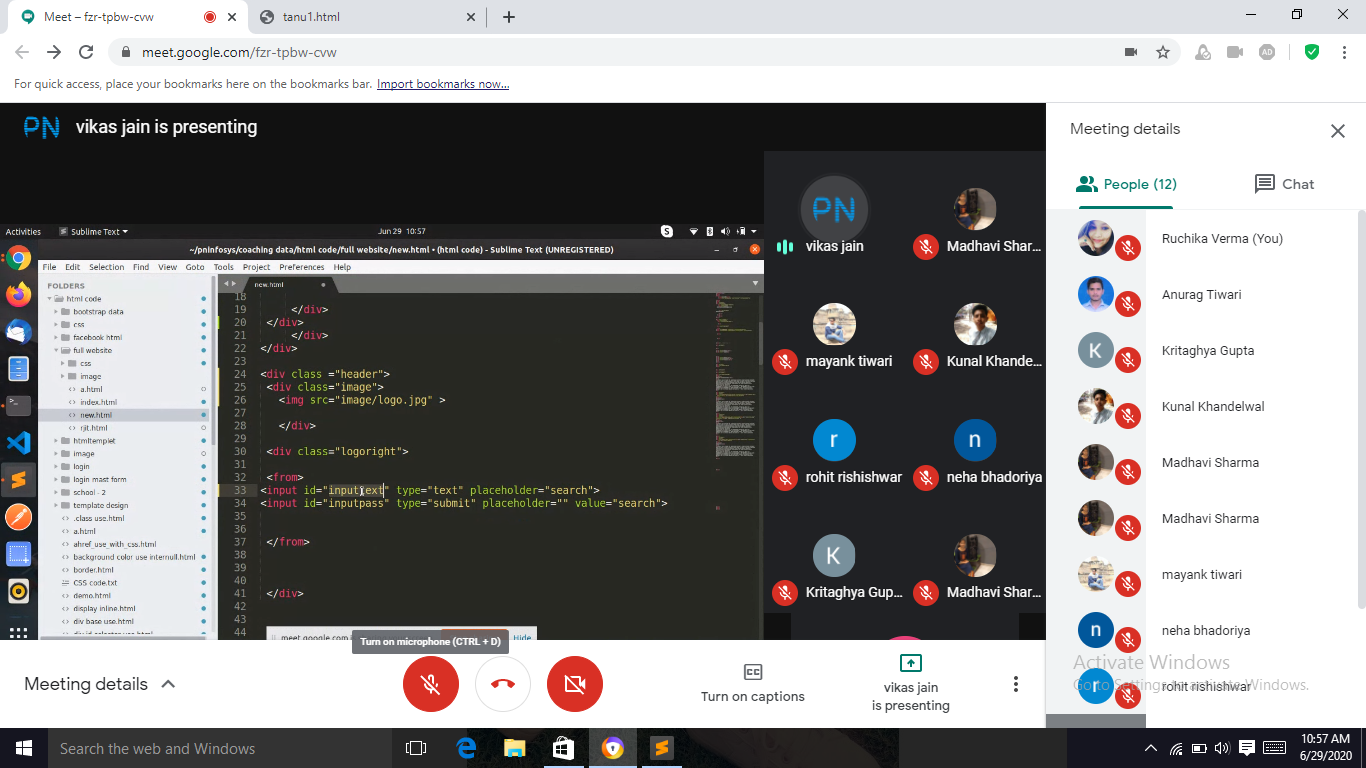 Meet – fzr-tpbw-cvw
tanu1.html
meet.google.com/fzr-tpbw-cvw
For quick access, place your bookmarks here on the bookmarks bar. Import bookmarks now...
PN vikas jain is presenting
Activities
Sublime Text
Jun 29 10:57
~/pninfosys/coaching data/html code/full website/new.html • (html code) - Sublime Text (UNREGISTERED)
File Edit Selection Find View Goto Tools Project Preferences Help
FOLDERS
html code
bootstrap data
css
facebook html
full website
css
image
a.html
index.html
new.html
rjit.html
htmltemplet
image
login
login mast form
school - 2
template design
.class use.html
a.html
ahref_use_with_css.html
background color use internull.html
border.html
CSS code.txt
demo.html
display inline.html
div base use.html
new.html
18
19 </div>
20 </div>
21 </div>
22 </div>
23
24 <div class ="header">
25 <div class="image">
26 <img src="image/logo.jpg" >
27
28 </div>
29
30 <div class="logoright">
31
32 <from>
33 <input id="inputtext" type="text" placeholder="search">
34 <input id="inputpass" type="submit" placeholder="" value="search">
35
36
37 </from>
38
39
40
41 </div>
42
43
44
meet.google.com
Hide
Turn on microphone (CTRL + D)
PN
vikas jain
Madhavi Shar...
mayank tiwari
Kunal Khande...
r
rohit rishishwar
n
neha bhadoriya
K
Kritaghya Gup...
Madhavi Shar...
Meeting details
People (12)
Chat
Ruchika Verma (You)
Anurag Tiwari
K
Kritaghya Gupta
Kunal Khandelwal
Madhavi Sharma
Madhavi Sharma
mayank tiwari
n
neha bhadoriya
r
rohit rishishwar
Activate Windows
Go to Settings to activate Windows.
Meeting details
Turn on captions
vikas jain
is presenting
Search the web and Windows
10:57 AM
6/29/2020